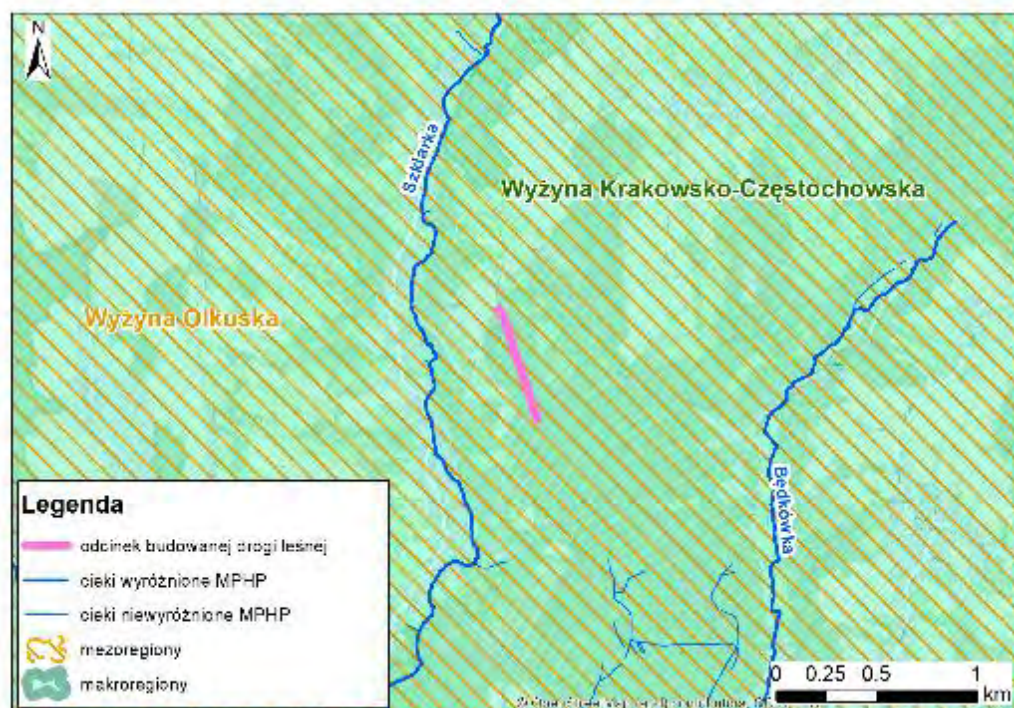 N
Szklarka
Wyżyna Krakowsko-Częstochowska
Wyżyna Olkuska
Będkówka
Legenda
odcinek budowanej drogi leśnej
cieki wyróżnione MPHP
cieki niewyróżnione MPHP
mezoregiony
makroregiony
0 0.25 0.5 1
km